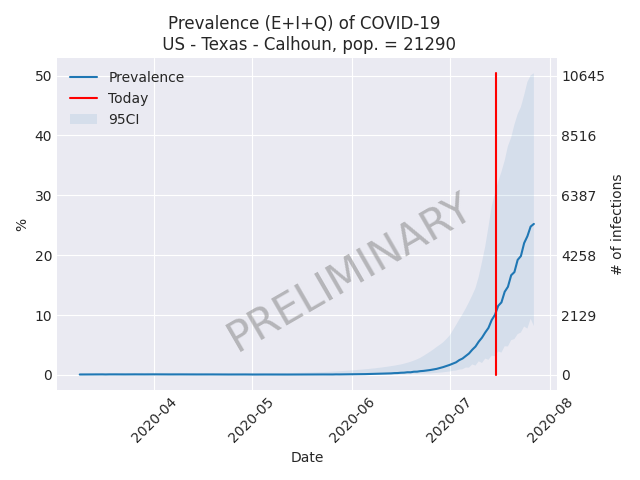 Prevalence (E+I+Q) of COVID-19
US - Texas - Calhoun, pop. = 21290
Prevalence
Today
95CI
50
40
30
20
10
0
%
10645
8516
6387
4258
2129
0
# of infections
PRELIMINARY
2020-04
2020-05
2020-06
2020-07
2020-08
Date